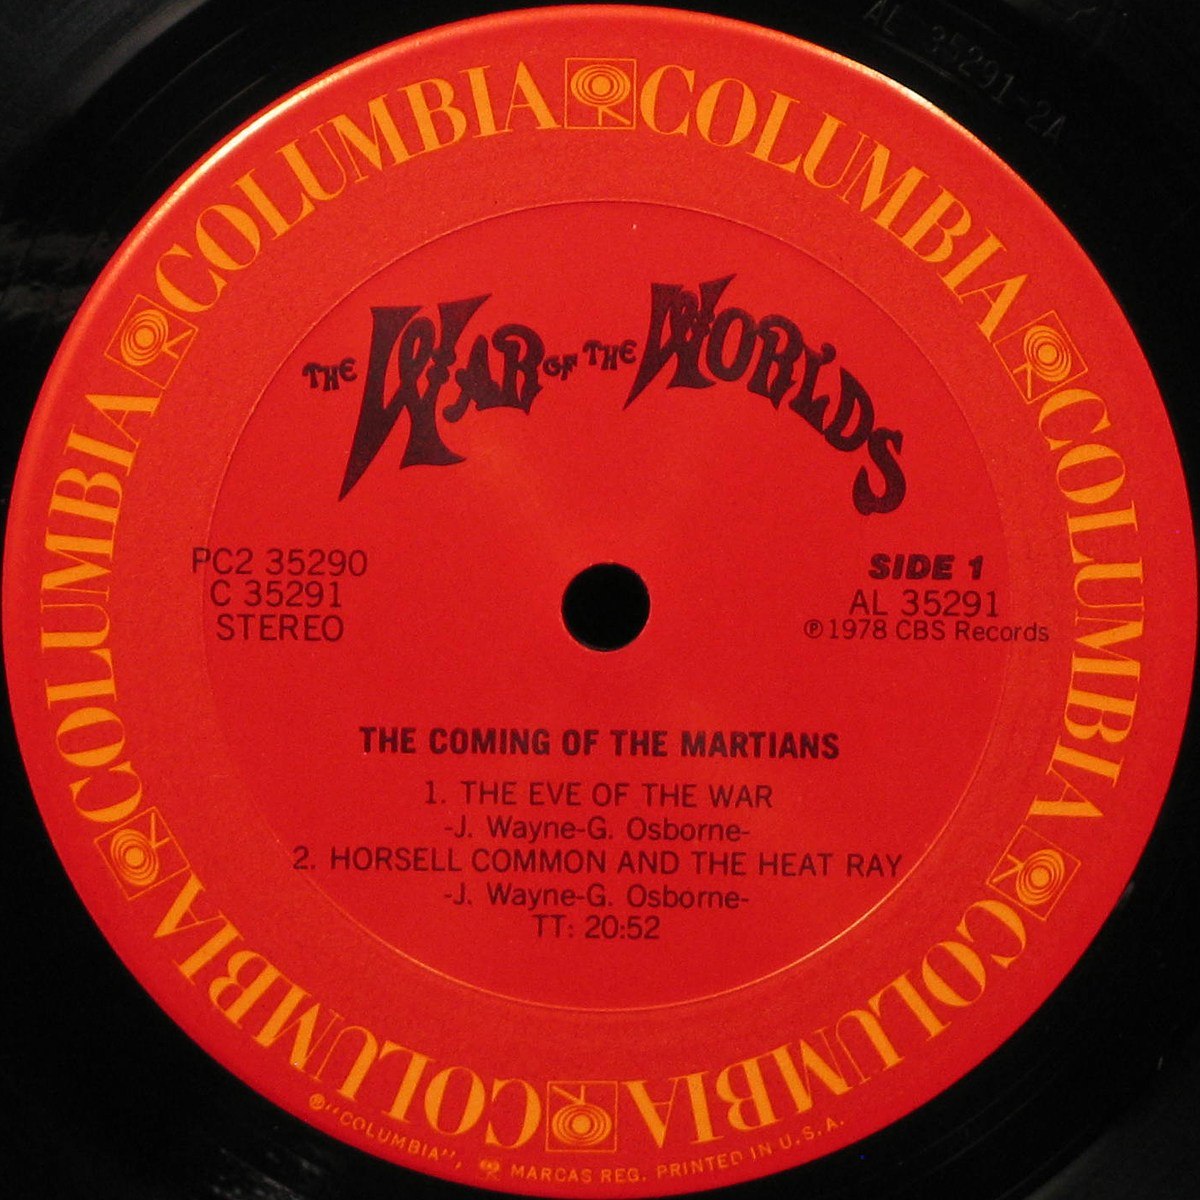 AL 35291-2A
COLUMBIA COLUMBIA COLUMBIA COLUMBIA COLUMBIA COLUMBIA
THE WAR OF THE WORLDS
PC2 35290
C 35291
STEREO
SIDE 1
AL 35291
℗1978 CBS Records
THE COMING OF THE MARTIANS
1. THE EVE OF THE WAR
-J. Wayne-G. Osborne-
2. HORSELL COMMON AND THE HEAT RAY
-J. Wayne-G. Osborne-
TT: 20:52
®"COLUMBIA", MARCAS REG. PRINTED IN U.S.A.